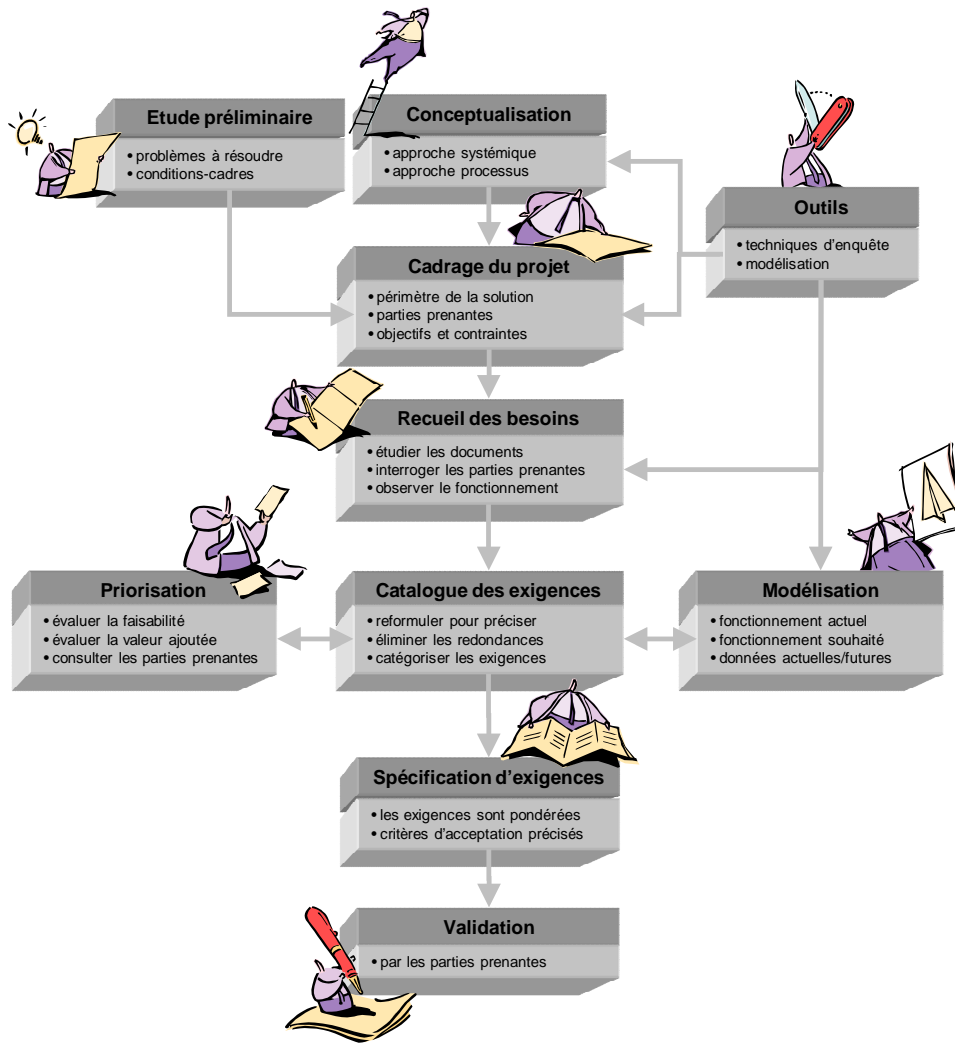 Etude préliminaire
• problèmes à résoudre
• conditions-cadres
Conceptualisation
• approche systémique
• approche processus
Outils
• techniques d'enquête
• modélisation
Cadrage du projet
• périmètre de la solution
• parties prenantes
• objectifs et contraintes
Recueil des besoins
• étudier les documents
• interroger les parties prenantes
• observer le fonctionnement
Priorisation
• évaluer la faisabilité
• évaluer la valeur ajoutée
• consulter les parties prenantes
Catalogue des exigences
• reformuler pour préciser
• éliminer les redondances
• catégoriser les exigences
Modélisation
• fonctionnement actuel
• fonctionnement souhaité
• données actuelles/futures
Spécification d'exigences
• les exigences sont pondérées
• critères d'acceptation précisés
Validation
• par les parties prenantes